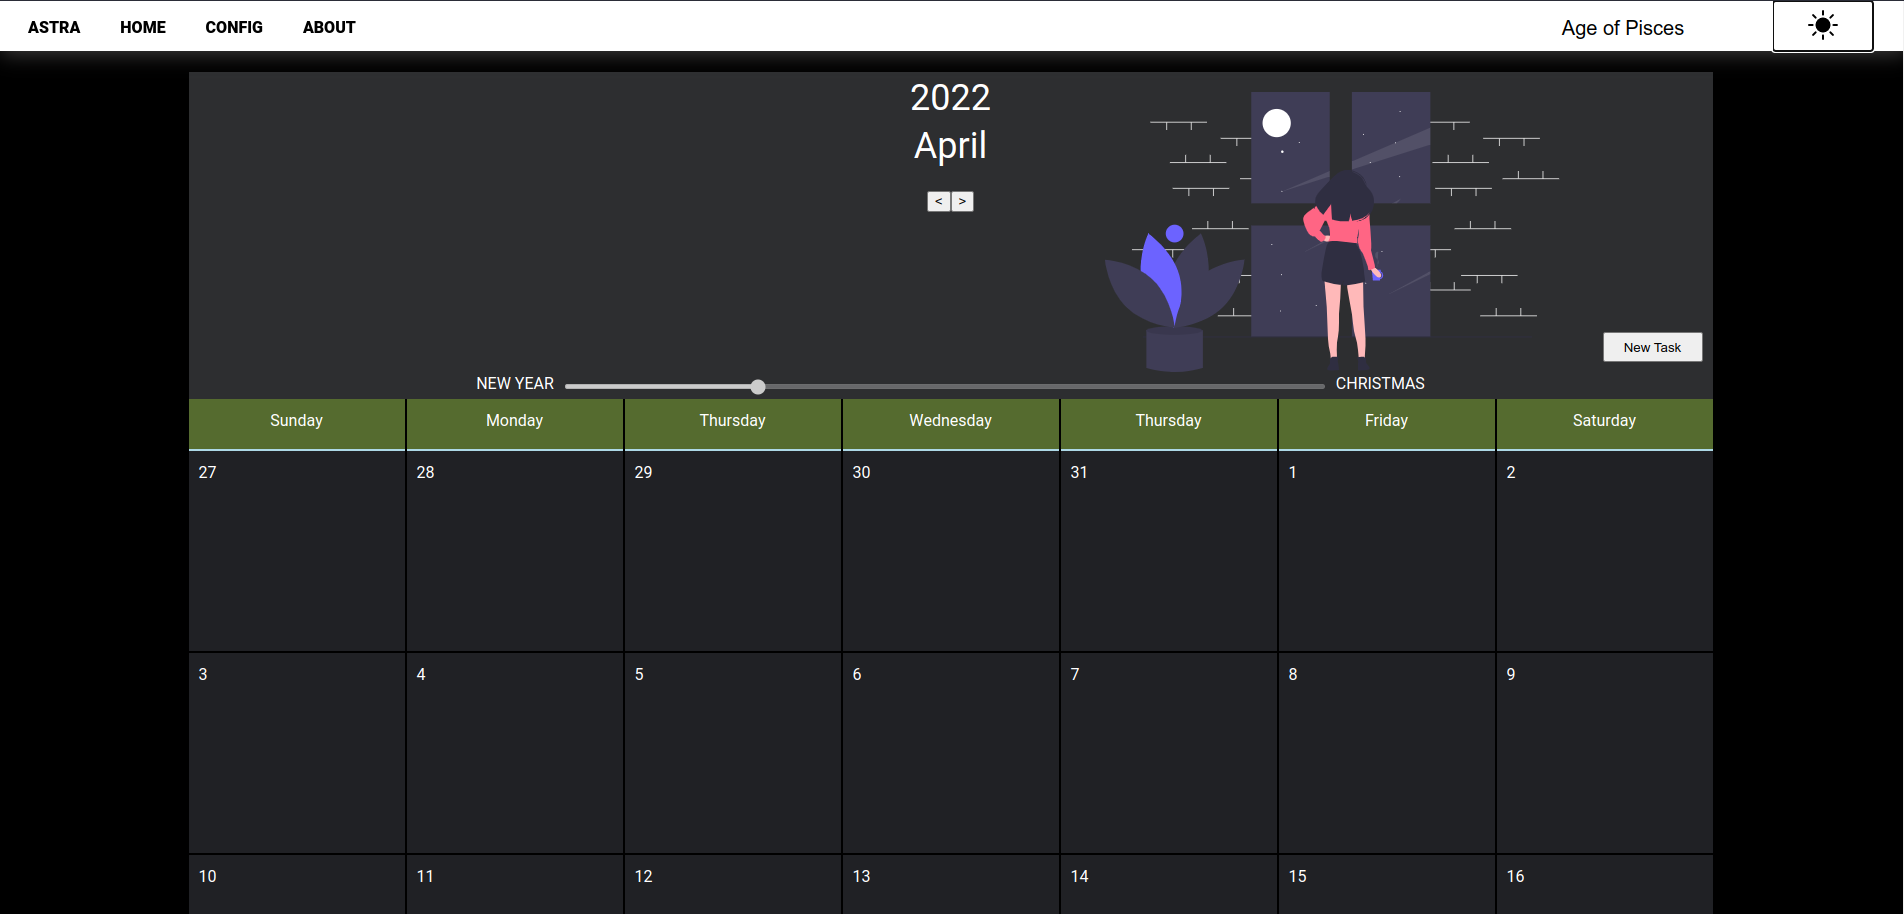 ASTRA HOME CONFIG ABOUT Age of Pisces
2022
April
< >
New Task
NEW YEAR CHRISTMAS
Sunday Monday Thursday Wednesday Thursday Friday Saturday
27 28 29 30 31 1 2
3 4 5 6 7 8 9
10 11 12 13 14 15 16